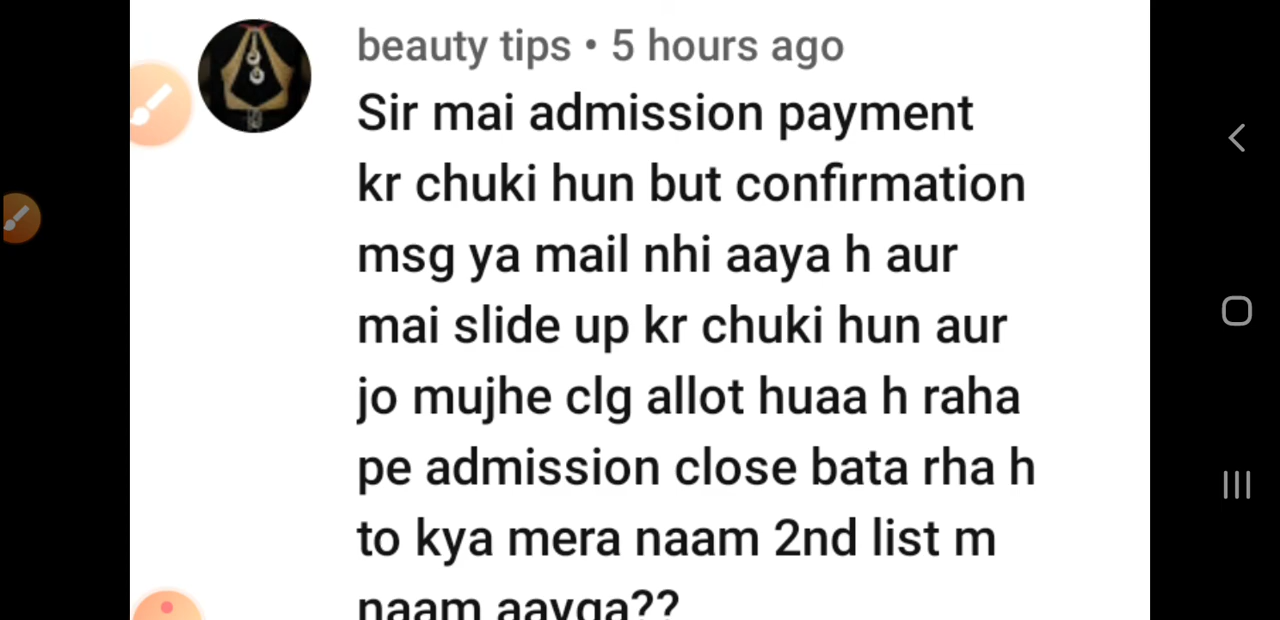 beauty tips • 5 hours ago
Sir mai admission payment
kr chuki hun but confirmation
msg ya mail nhi aaya h aur
mai slide up kr chuki hun aur
jo mujhe clg allot huaa h raha
pe admission close bata rha h
to kya mera naam 2nd list m
naam aayga??